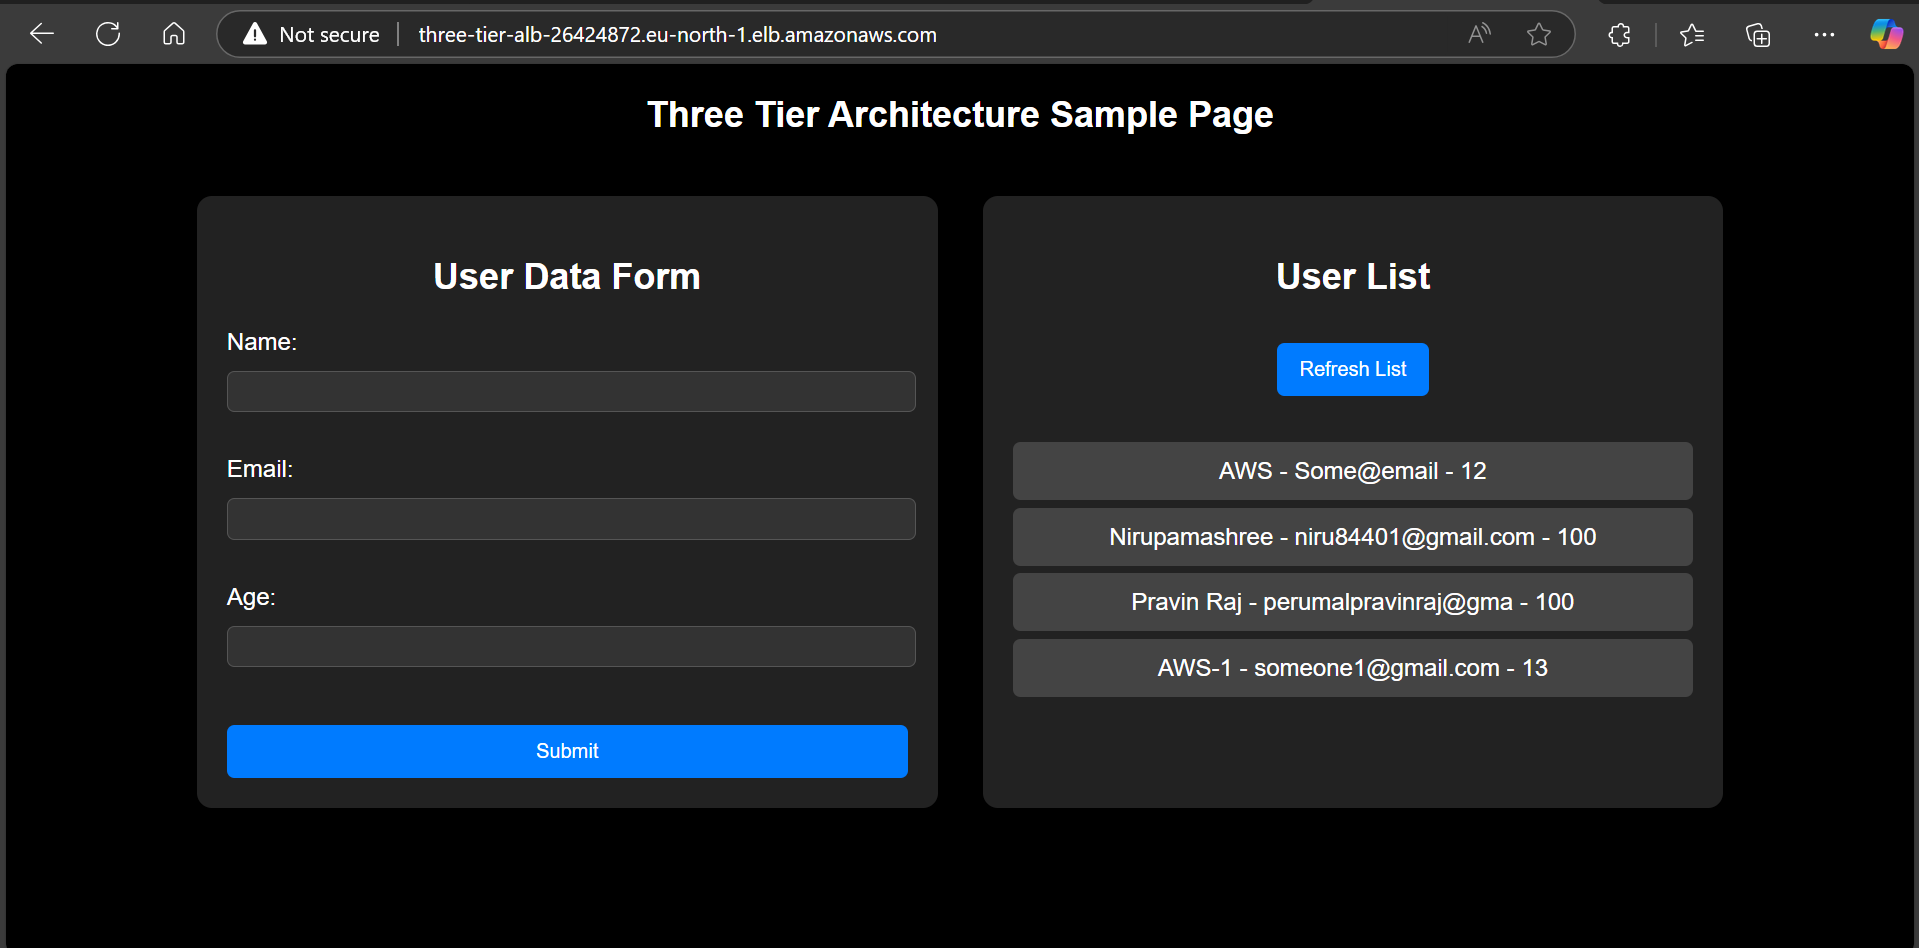 Not secure
three-tier-alb-26424872.eu-north-1.elb.amazonaws.com
Three Tier Architecture Sample Page
User Data Form
Name:
Email:
Age:
Submit
User List
Refresh List
AWS - Some@email - 12
Nirupamashree - niru84401@gmail.com - 100
Pravin Raj - perumalpravinraj@gma - 100
AWS-1 - someone1@gmail.com - 13